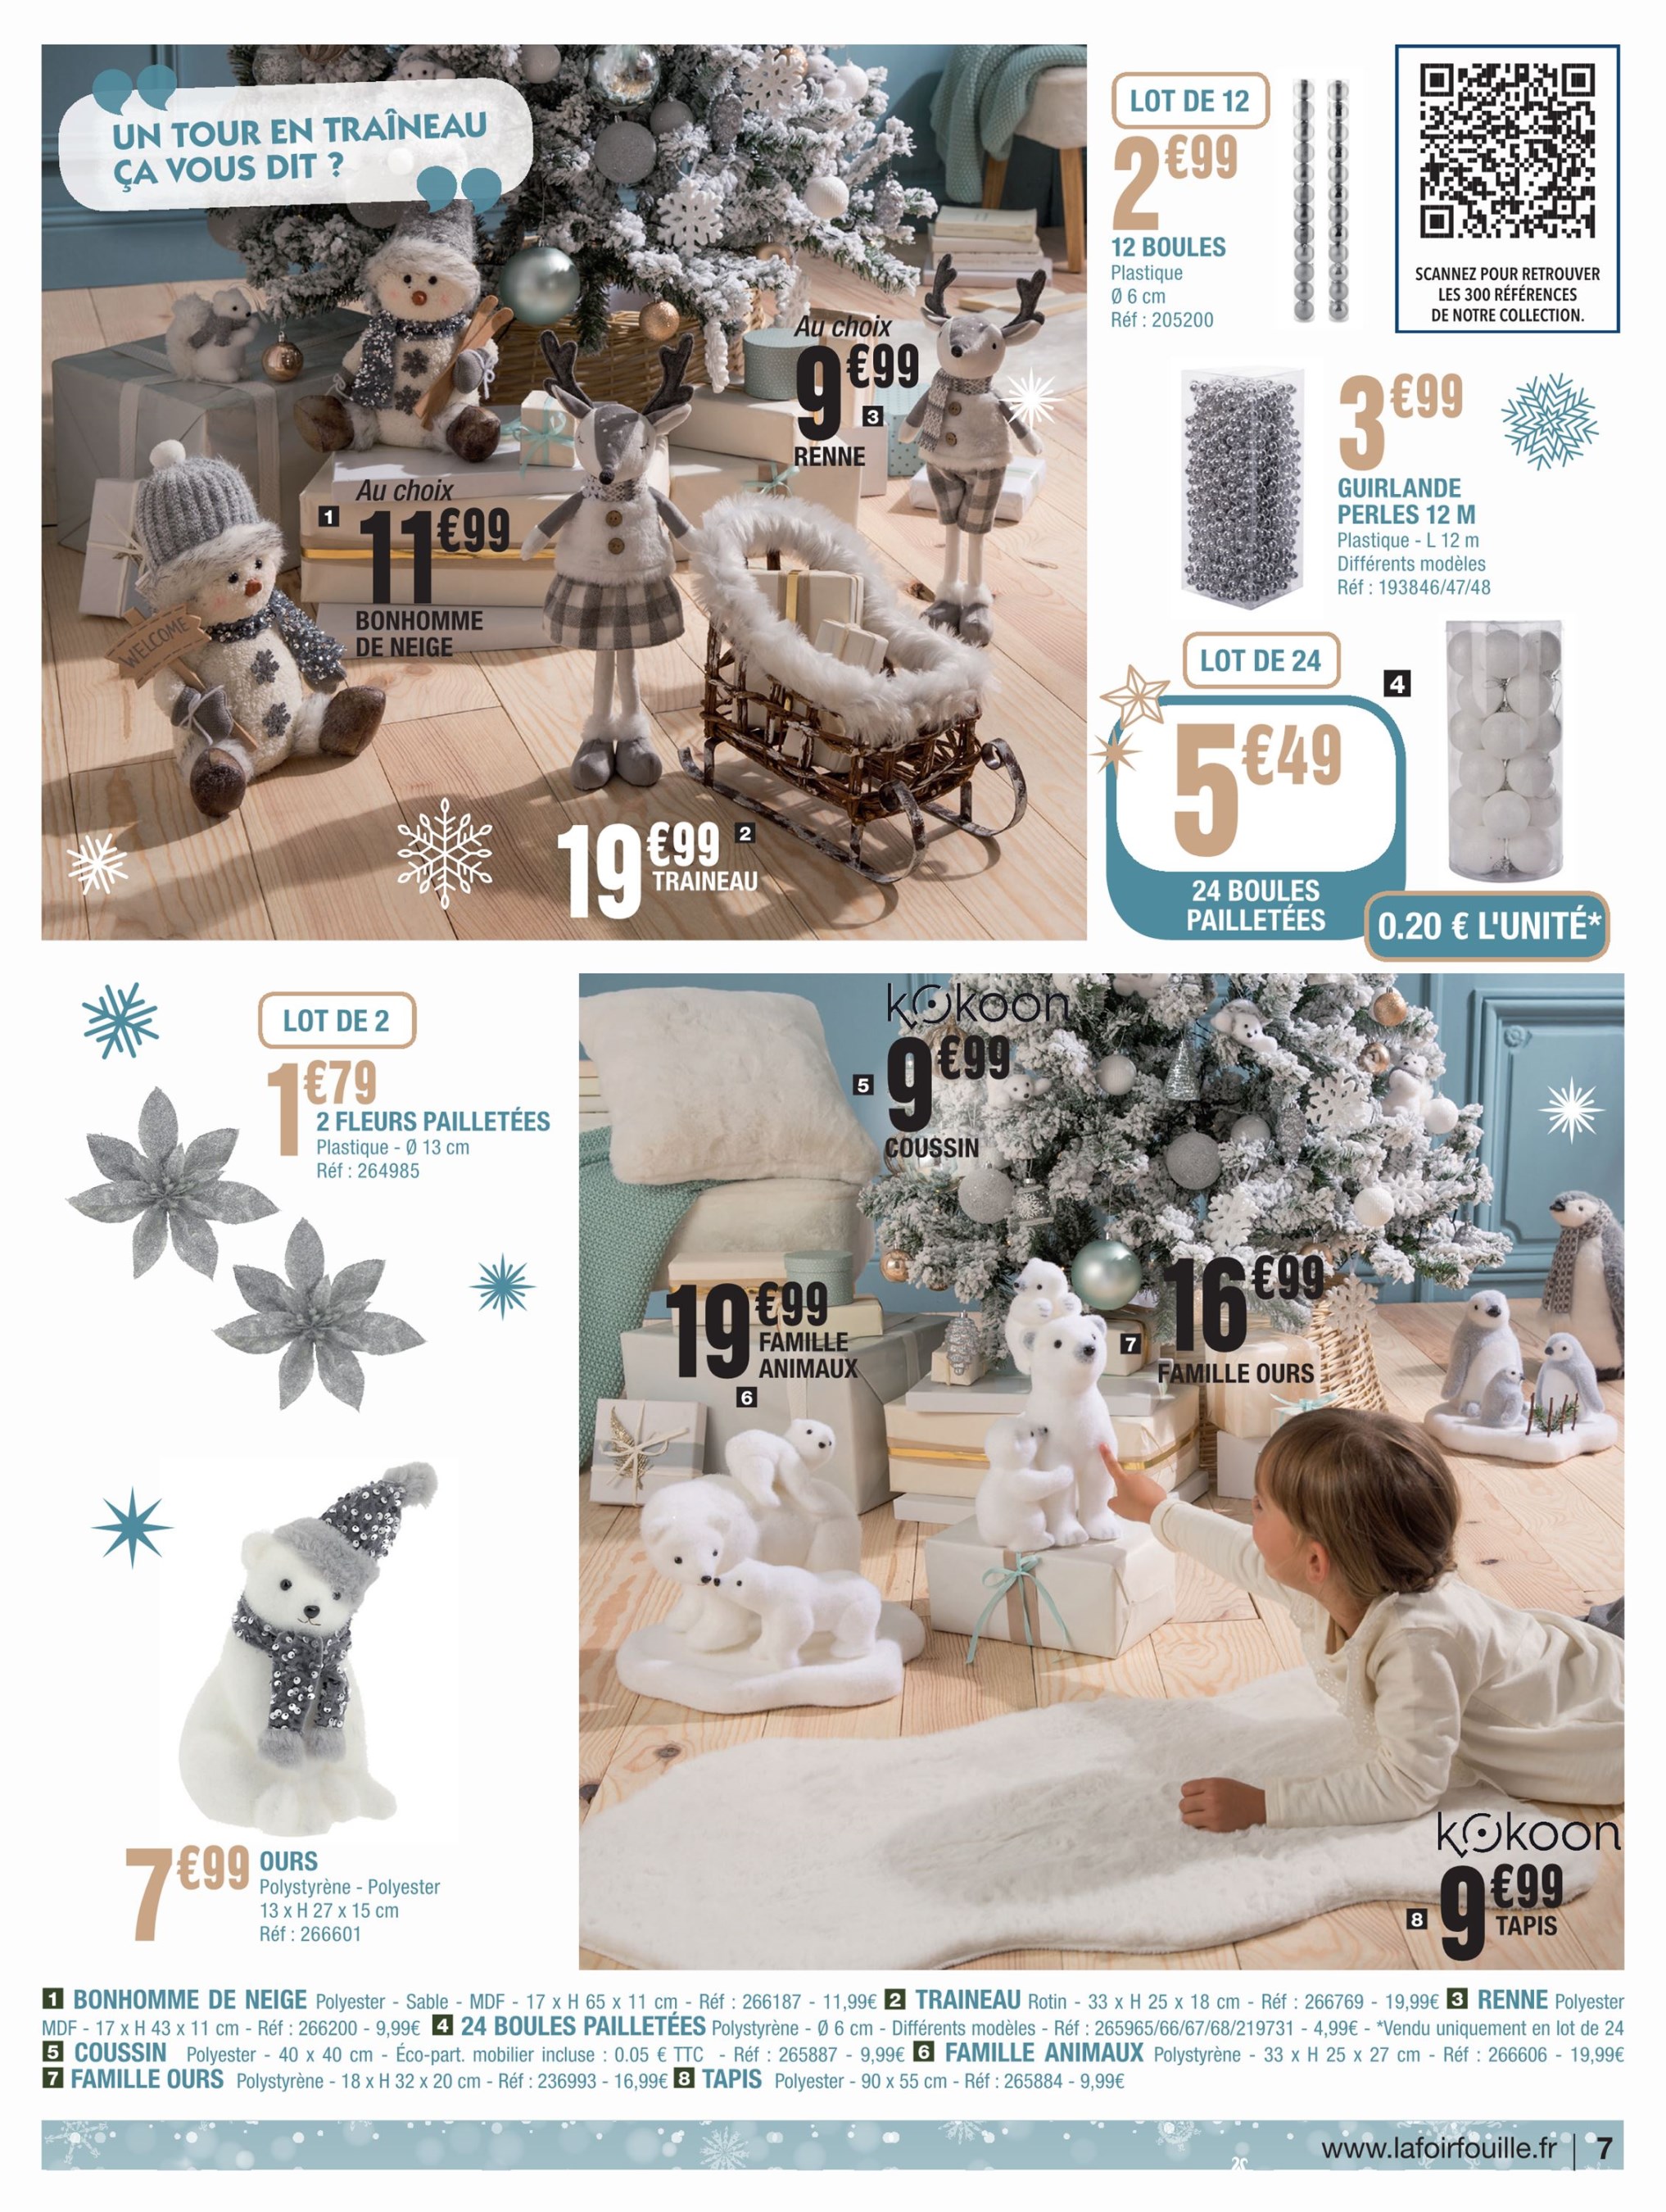 UN TOUR EN TRAÎNEAU
ÇA VOUS DIT ?
LOT DE 12
2€99
12 BOULES
Plastique
Ø 6 cm
Réf : 205200
SCANNEZ POUR RETROUVER
LES 300 RÉFÉRENCES
DE NOTRE COLLECTION.
Au choix
9€99
3
RENNE
Au choix
1
11€99
BONHOMME
DE NEIGE
WELCOME
19€99 2
TRAINEAU
3€99
GUIRLANDE
PERLES 12 M
Plastique - L 12 m
Différents modèles
Réf : 193846/47/48
LOT DE 24
4
5€49
24 BOULES
PAILLETÉES
0.20 € L'UNITÉ*
LOT DE 2
1€79
2 FLEURS PAILLETÉES
Plastique - Ø 13 cm
Réf : 264985
kokoon
5
9€99
COUSSIN
19€99
FAMILLE
ANIMAUX
6
16€99
7
FAMILLE OURS
7€99
OURS
Polystyrène - Polyester
13 x H 27 x 15 cm
Réf : 266601
kokoon
8
9€99
TAPIS
1 BONHOMME DE NEIGE Polyester - Sable - MDF - 17 x H 65 x 11 cm - Réf : 266187 - 11,99€ 2 TRAINEAU Rotin - 33 x H 25 x 18 cm - Réf : 266769 - 19,99€ 3 RENNE Polyester
MDF - 17 x H 43 x 11 cm - Réf : 266200 - 9,99€ 4 24 BOULES PAILLETÉES Polystyrène - Ø 6 cm - Différents modèles - Réf : 265965/66/67/68/219731 - 4,99€ - *Vendu uniquement en lot de 24
5 COUSSIN Polyester - 40 x 40 cm - Éco-part. mobilier incluse : 0.05 € TTC - Réf : 265887 - 9,99€ 6 FAMILLE ANIMAUX Polystyrène - 33 x H 25 x 27 cm - Réf : 266606 - 19,99€
7 FAMILLE OURS Polystyrène - 18 x H 32 x 20 cm - Réf : 236993 - 16,99€ 8 TAPIS Polyester - 90 x 55 cm - Réf : 265884 - 9,99€
www.lafoirfouille.fr | 7